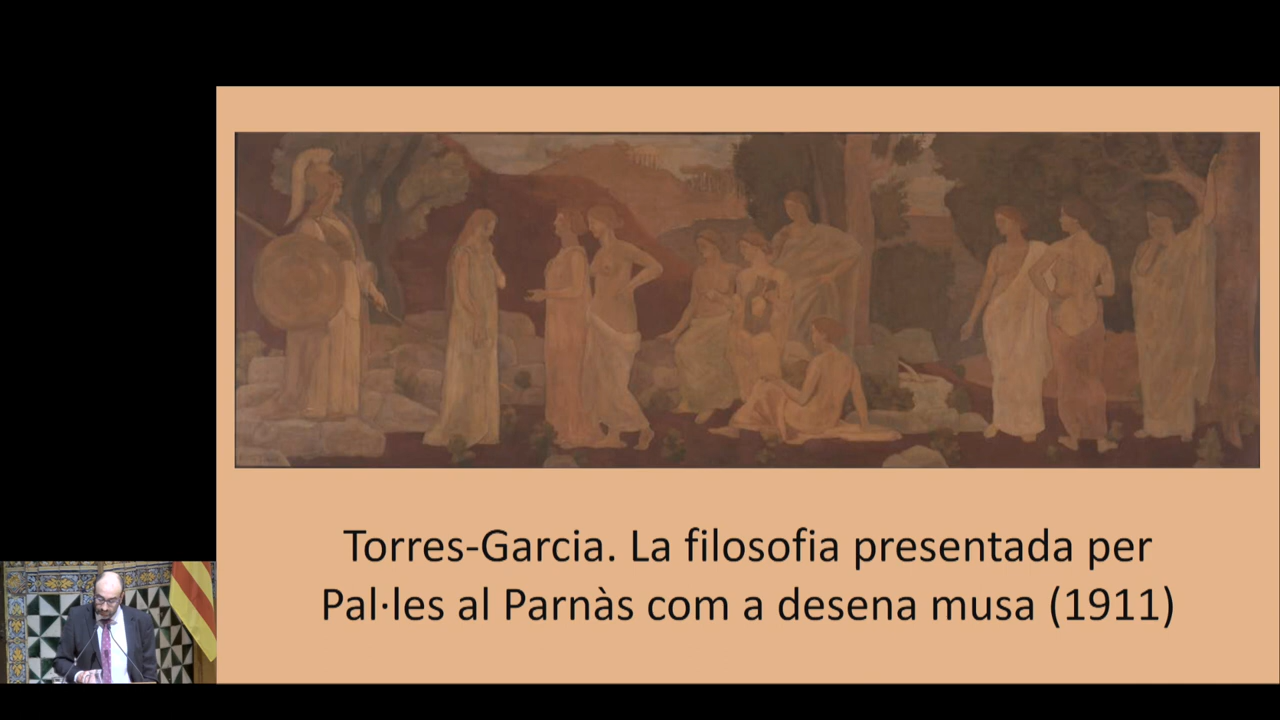 Torres-Garcia. La filosofia presentada per
Pal·les al Parnàs com a desena musa (1911)